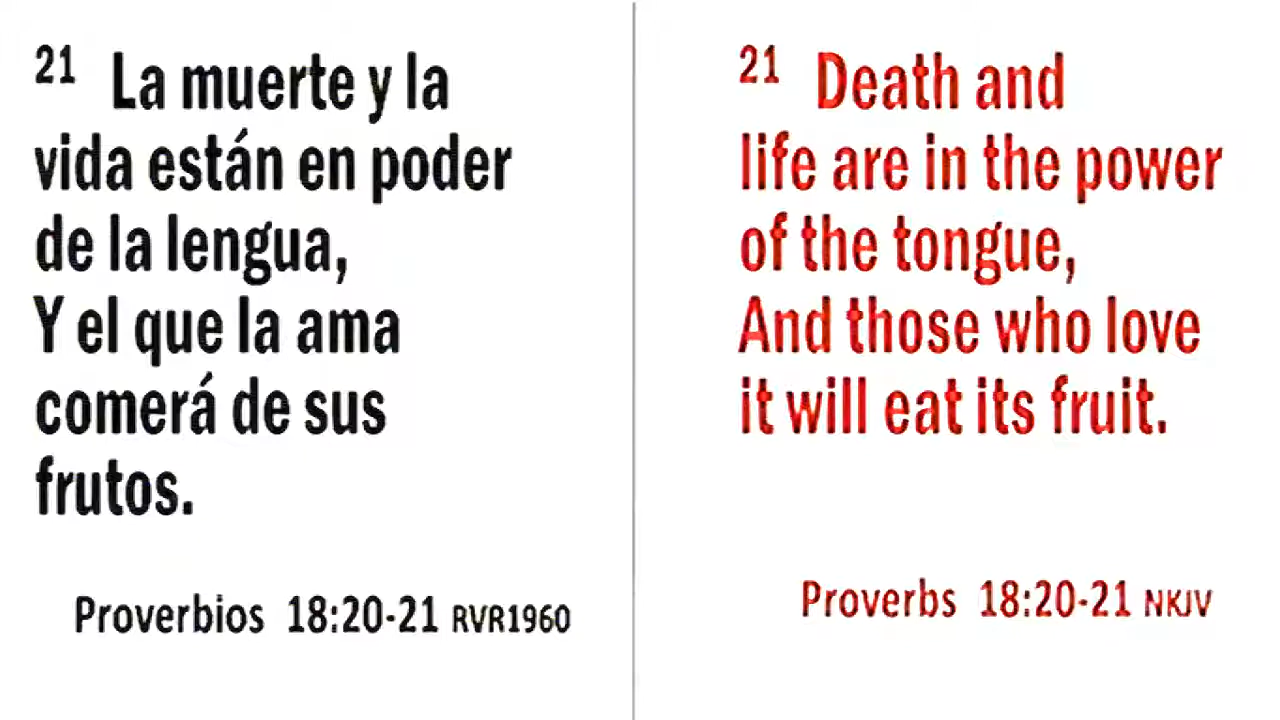 21 La muerte y la
vida están en poder
de la lengua,
Y el que la ama
comerá de sus
frutos.
Proverbios 18:20-21 RVR1960
21 Death and
life are in the power
of the tongue,
And those who love
it will eat its fruit.
Proverbs 18:20-21 NKJV